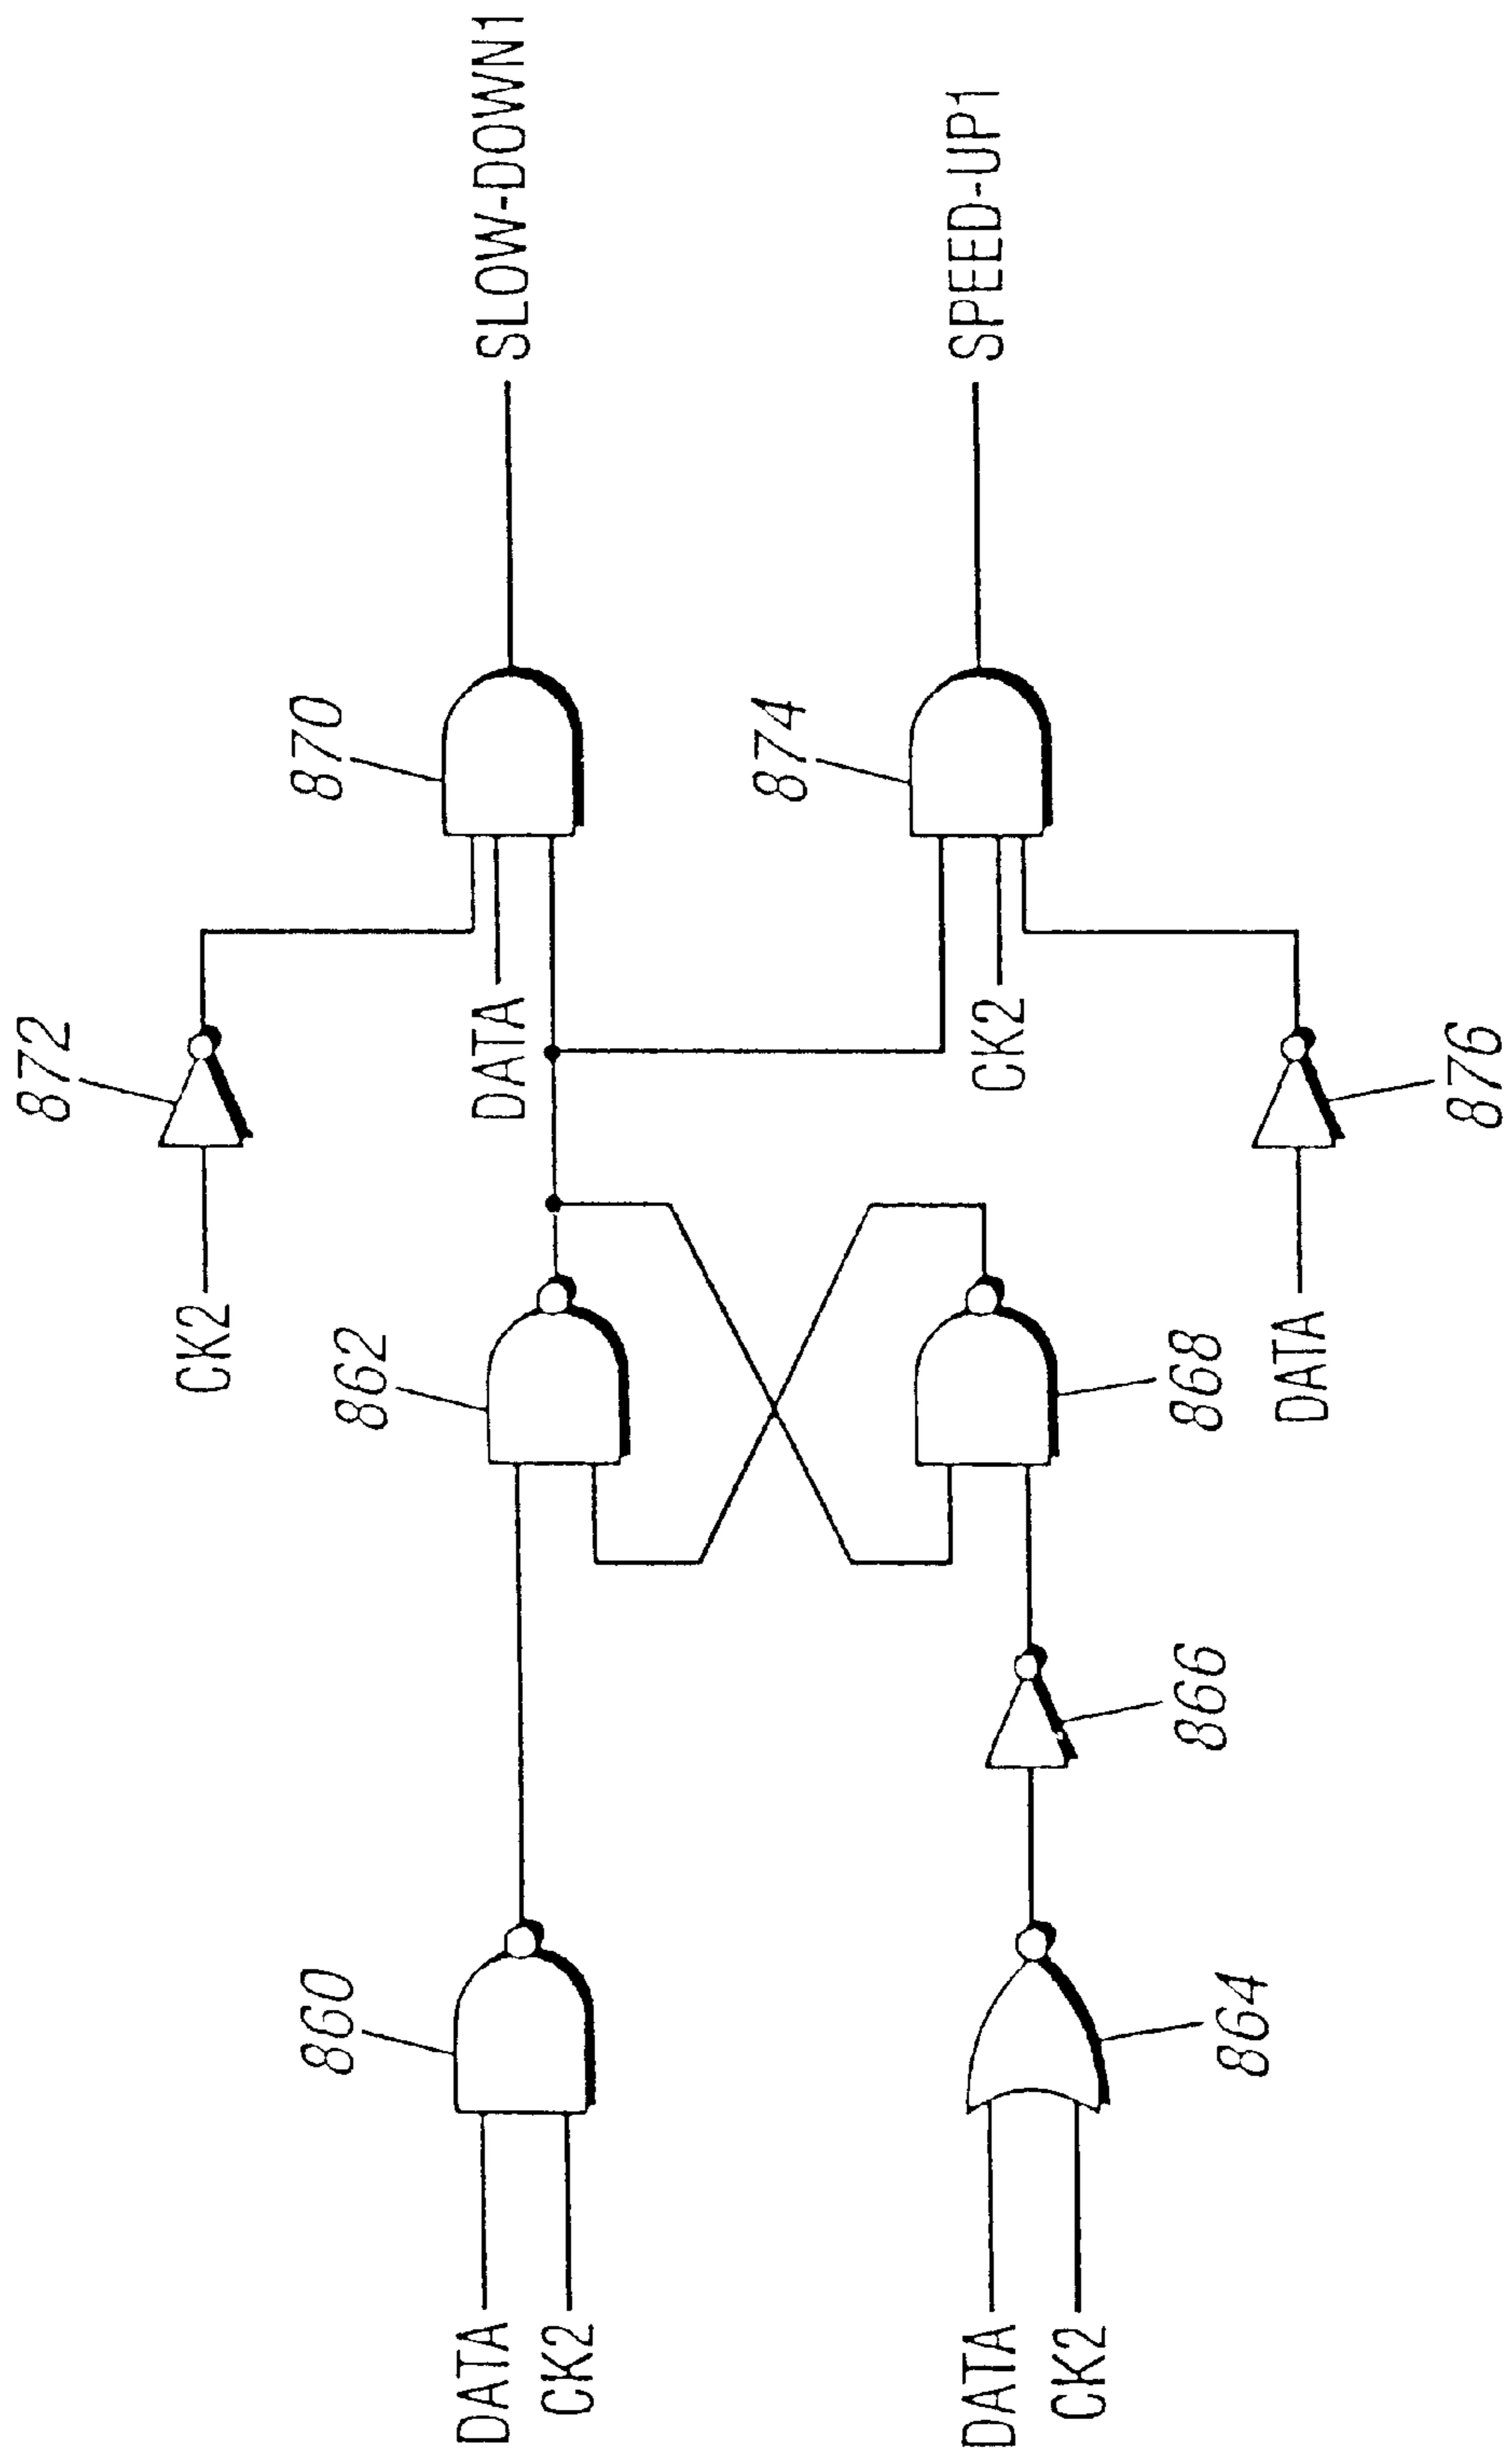 872
CK2
870
SLOW-DOWN1
DATA
862
860
DATA
CK2
874
SPEED-UP1
CK2
868
866
864
DATA
CK2
DATA
876